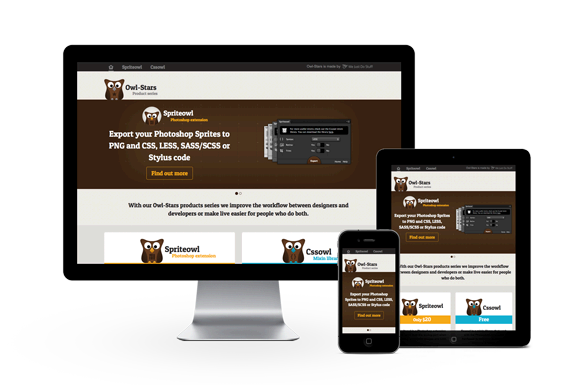 Spriteowl Cssowl
Owl-Stars is made by
Owl-Stars
Product series
Spriteowl
Photoshop extension
Export your Photoshop Sprites to
PNG and CSS, LESS, SASS/SCSS or
Stylus code
Find out more
With our Owl-Stars products series we improve the workflow between designers and
developers or make live easier for people who do both.
Spriteowl
Photoshop extension
Cssowl
Mixin
Owl-Stars
Product series
Spriteowl
Photoshop extension
Export your Photoshop
Sprites to PNG and CSS, LESS,
SASS/SCSS or Stylus code
Find out more
Spriteowl Cssowl
Owl-Stars
Product series
Spriteowl
Photoshop extension
Export your Photoshop Sprites
to PNG and CSS, LESS,
SASS/SCSS or Stylus code
Find out more
With our Owl-Stars products series we improve the workflow
between designers and developers or make live easier for people
who do both.
Spriteowl
Buy $20
Cssowl
Free